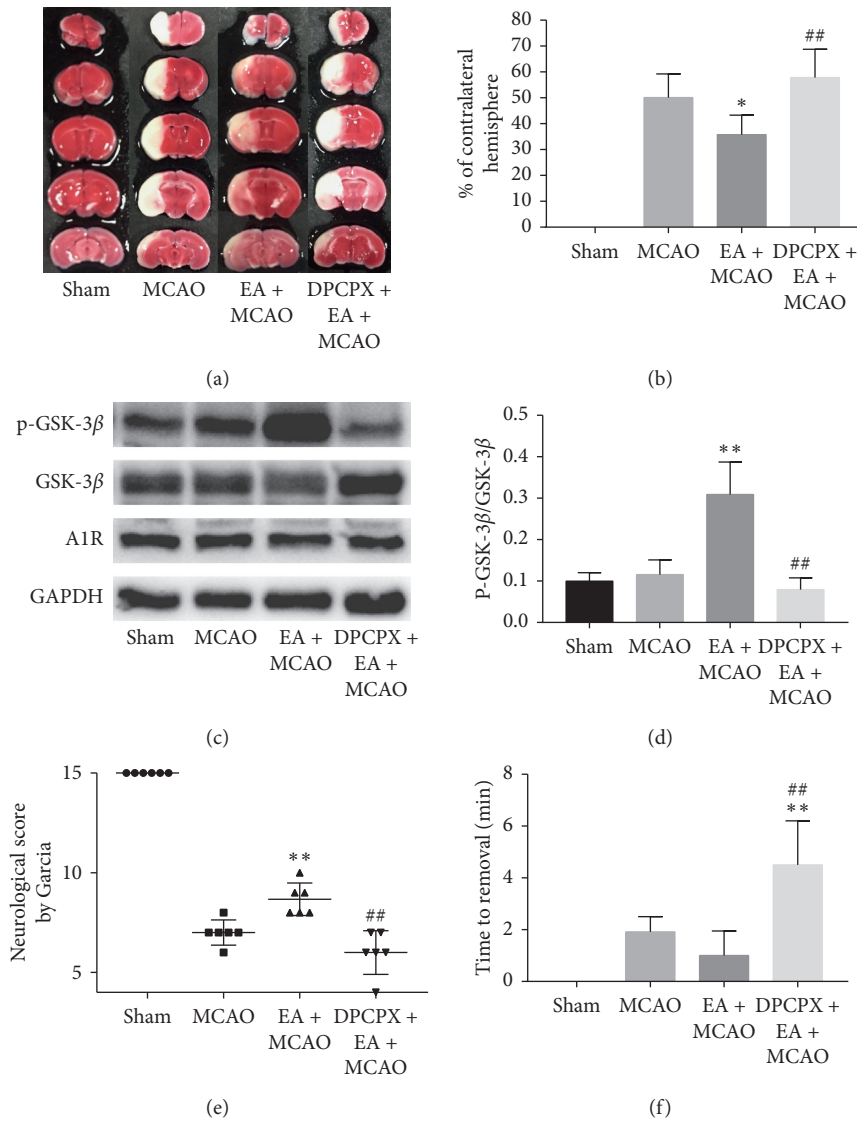 Sham
MCAO
EA +
MCAO
DPCPX +
EA +
MCAO
(a)
% of contralateral
hemisphere
80
70
60
50
40
30
20
10
0
*
##
Sham
MCAO
EA +
MCAO
DPCPX +
EA +
MCAO
(b)
p-GSK-3β
GSK-3β
A1R
GAPDH
Sham
MCAO
EA +
MCAO
DPCPX +
EA +
MCAO
(c)
P-GSK-3β/GSK-3β
0.5
0.4
0.3
0.2
0.1
0.0
**
##
Sham
MCAO
EA +
MCAO
DPCPX +
EA +
MCAO
(d)
Neurological score
by Garcia
15
10
5
**
##
Sham
MCAO
EA +
MCAO
DPCPX +
EA +
MCAO
(e)
Time to removal (min)
8
6
4
2
0
##
**
Sham
MCAO
EA +
MCAO
DPCPX +
EA +
MCAO
(f)